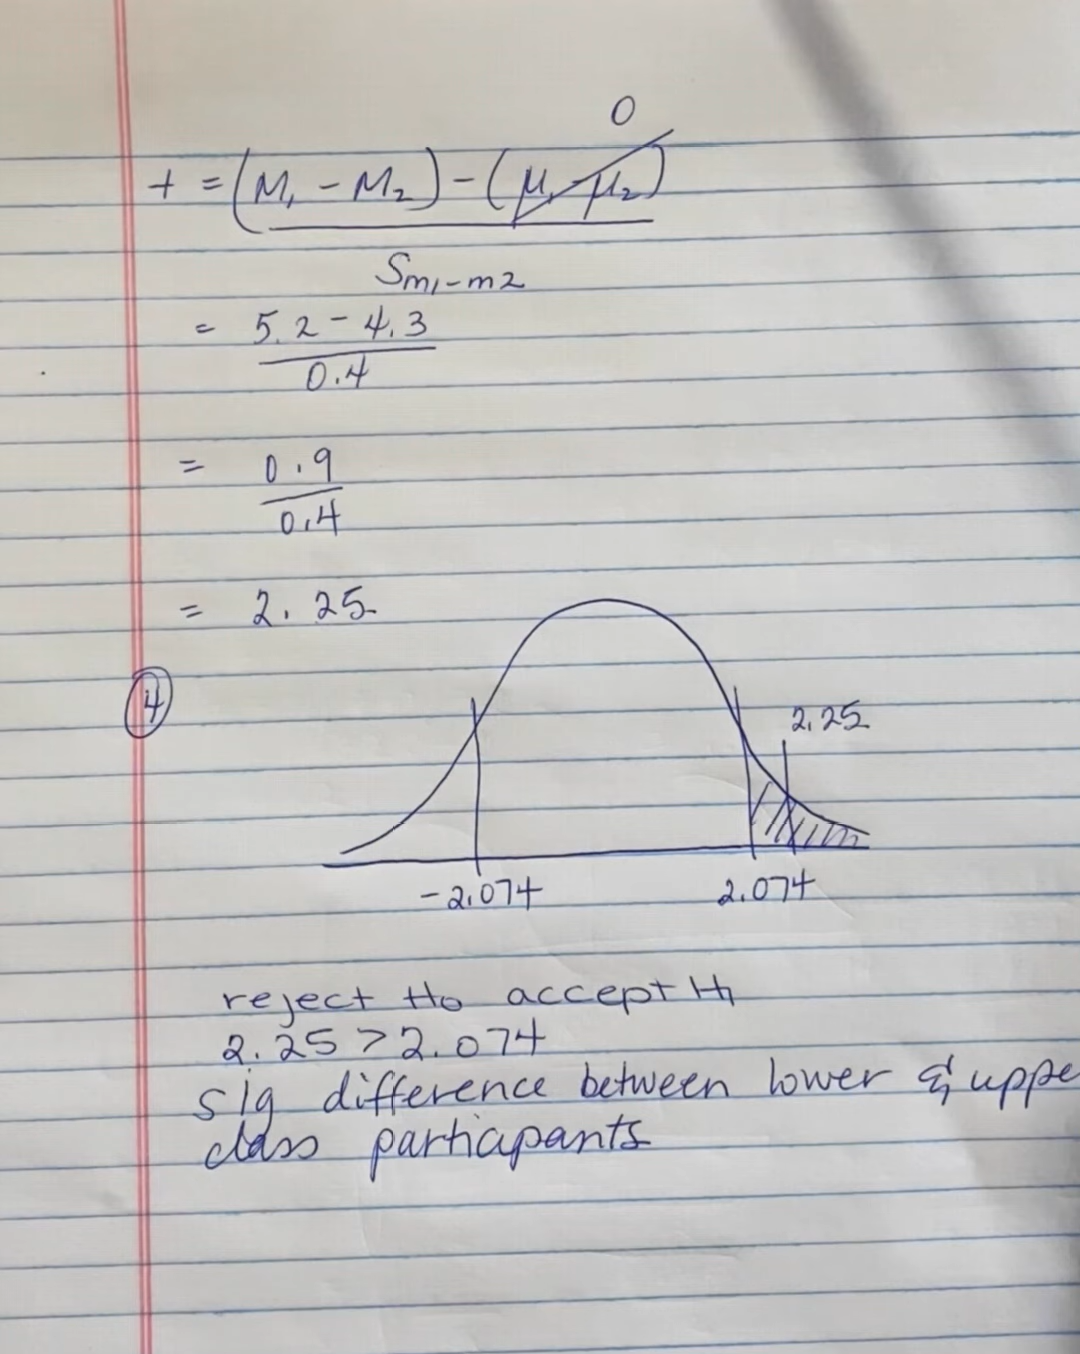 0
t = (M₁ - M₂) - (μ₁ - μ₂)
Sm₁-m2
= 5.2 - 4.3
0.4
= 0.9
0.4
= 2.25
4
2.25
-2.074 2.074
reject H₀ accept H₁
2.25 > 2.074
sig difference between lower & uppe
class participants